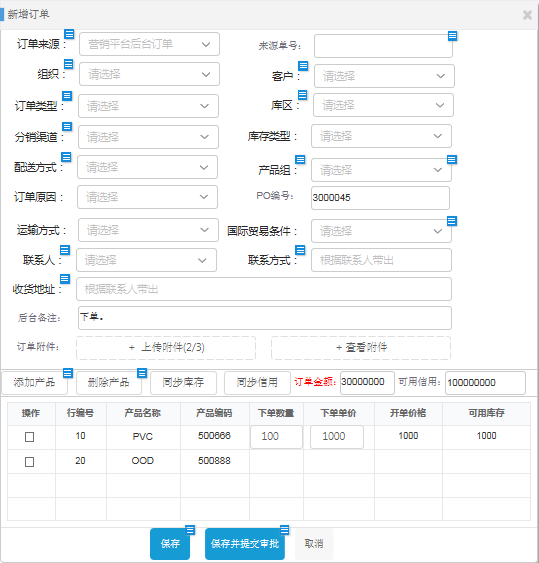 新增订单
订单来源： 营销平台后台订单 来源单号：
组织： 请选择 客户： 请选择
订单类型： 请选择 库区： 请选择
分销渠道： 请选择 库存类型： 请选择
配送方式： 请选择 产品组： 请选择
订单原因： 请选择 PO编号： 3000045
运输方式： 请选择 国际贸易条件： 请选择
联系人： 请选择 联系方式： 根据联系人带出
收货地址： 根据联系人带出
后台备注： 下单。
订单附件： + 上传附件(2/3) + 查看附件
添加产品 删除产品 同步库存 同步信用 订单金额： 30000000 可用信用： 100000000
操作 行编号 产品名称 产品编码 下单数量 下单单价 开单价格 可用库存
10 PVC 500666 100 1000 1000 1000
20 OOD 500888
保存 保存并提交审批 取消